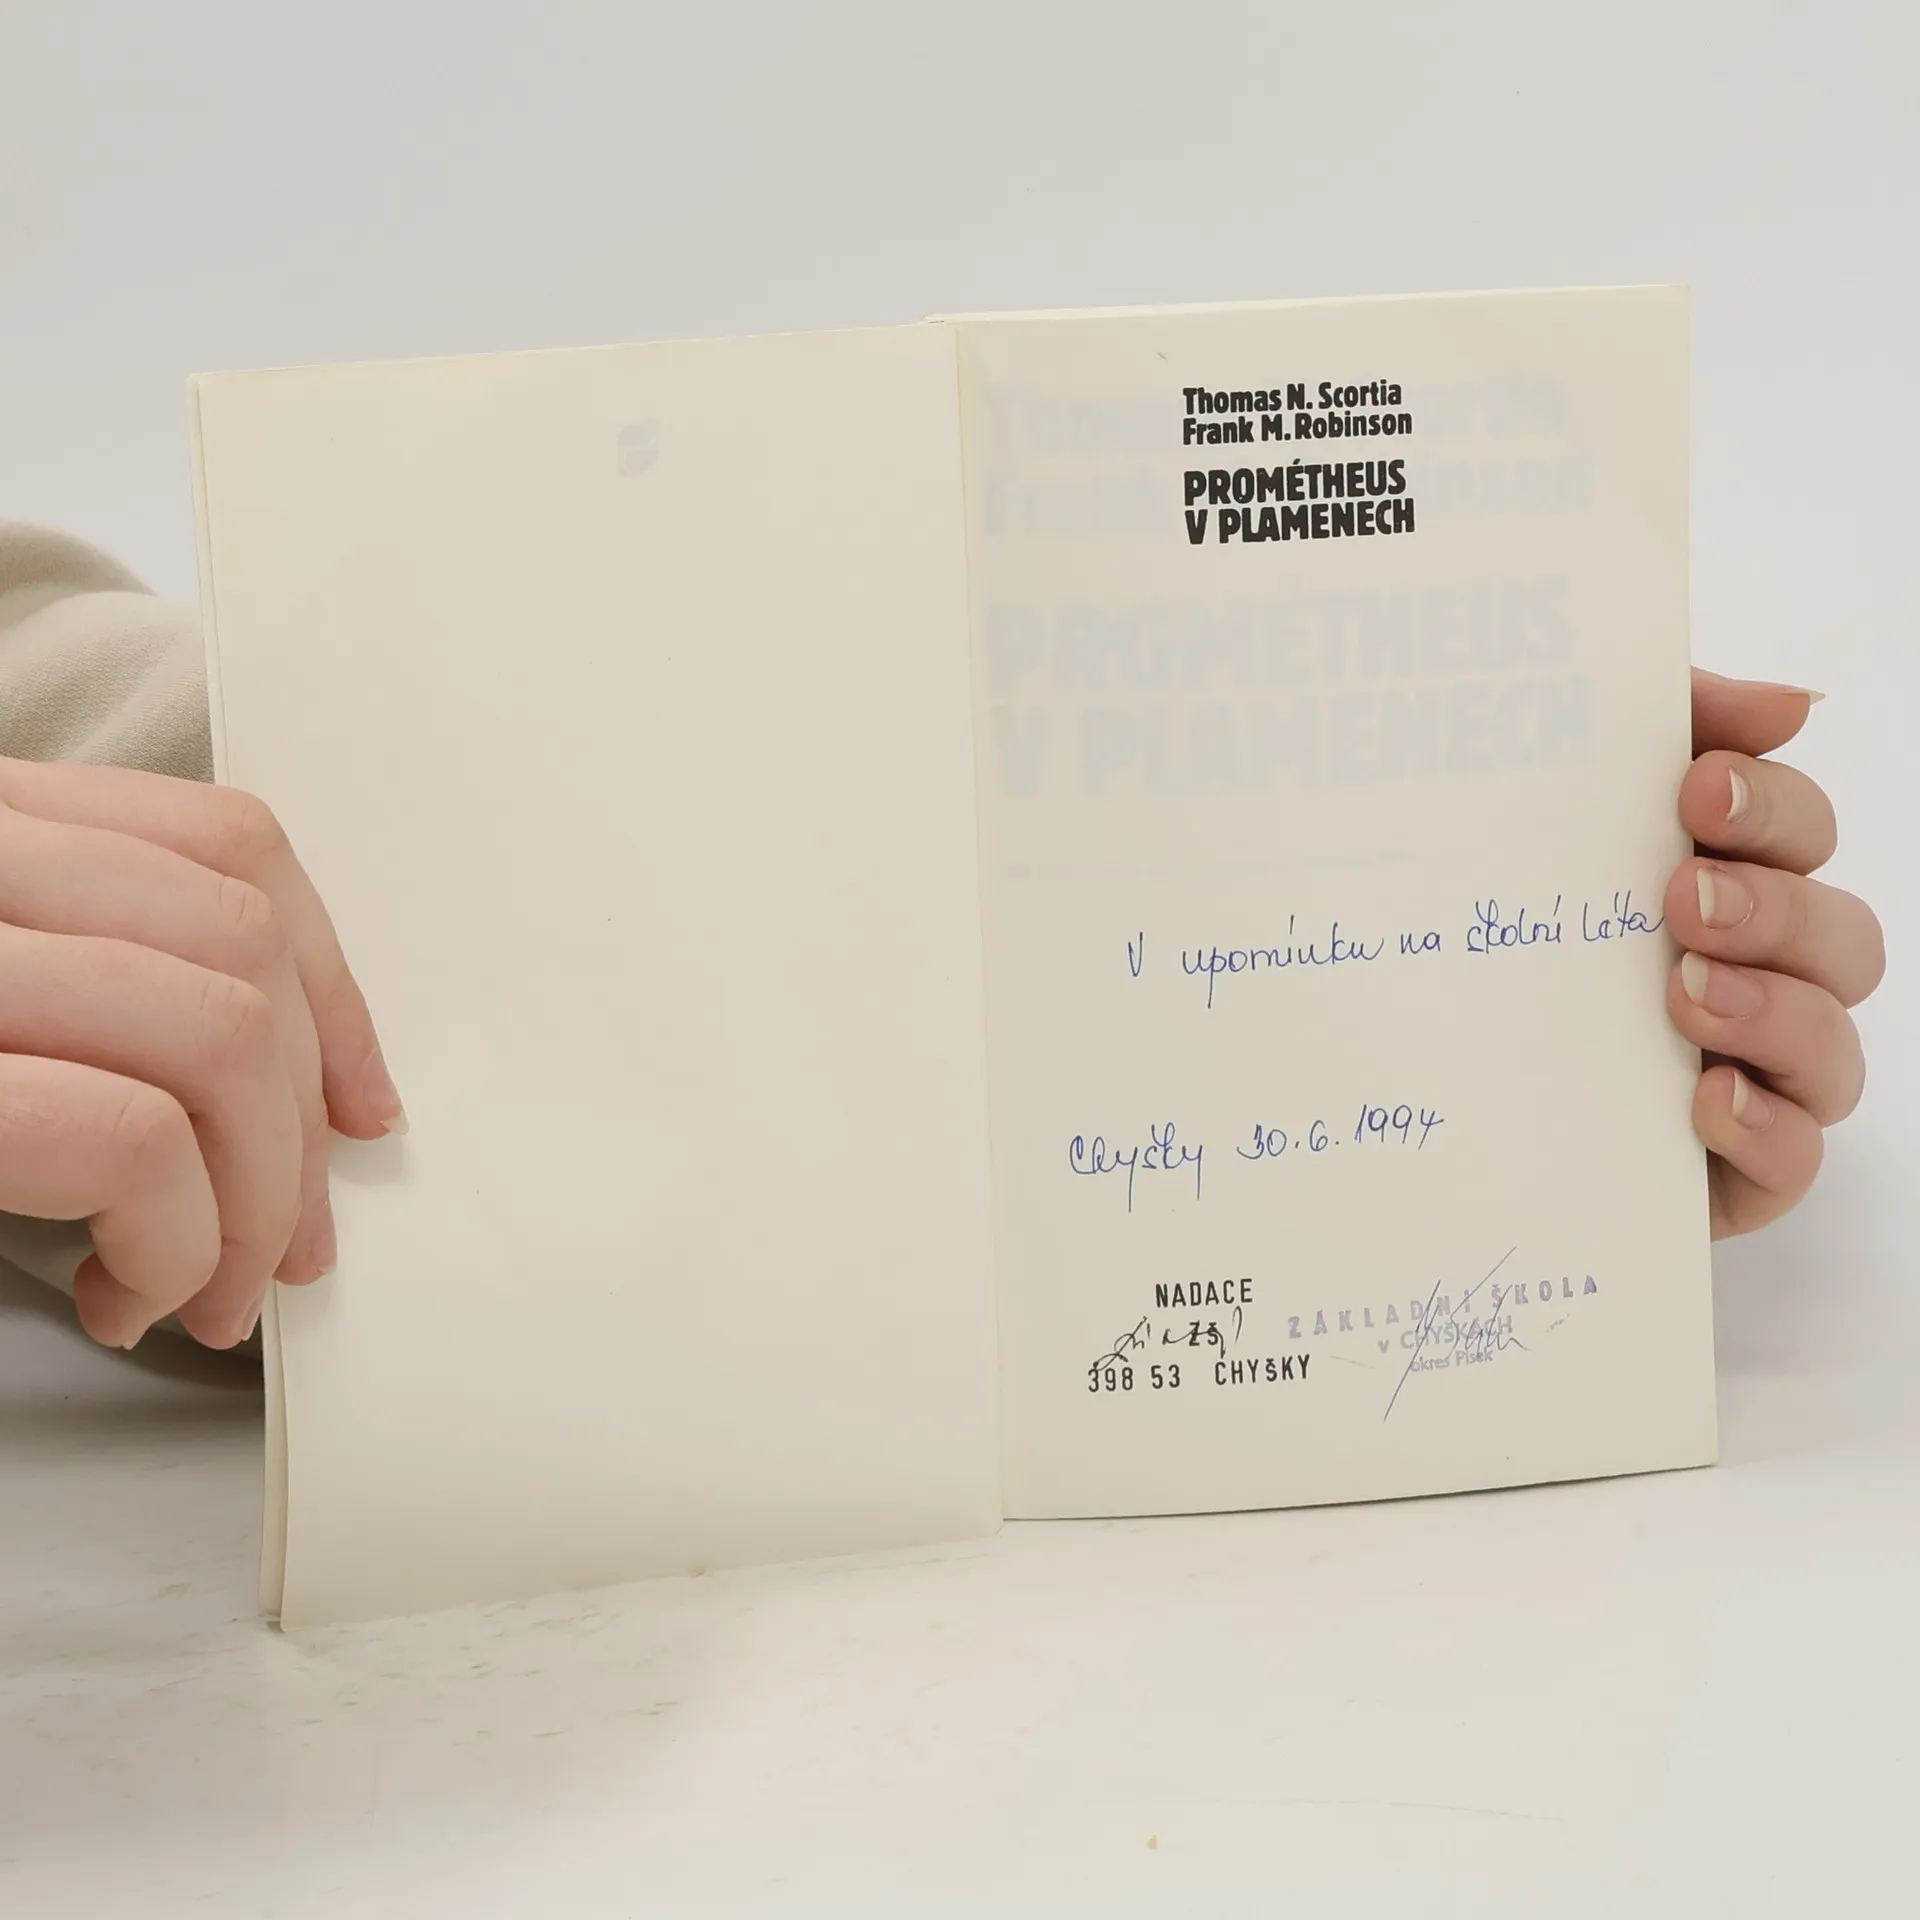 Thomas N. Scortia
Frank M. Robinson
PROMÉTHEUS
V PLAMENECH
V upomínku na školní léta
Chyšky 30.6.1994
NADACE
ZŠ
398 53 CHYŠKY
ZÁKLADNÍ ŠKOLA
v CHYŠKÁCH
okres Písek